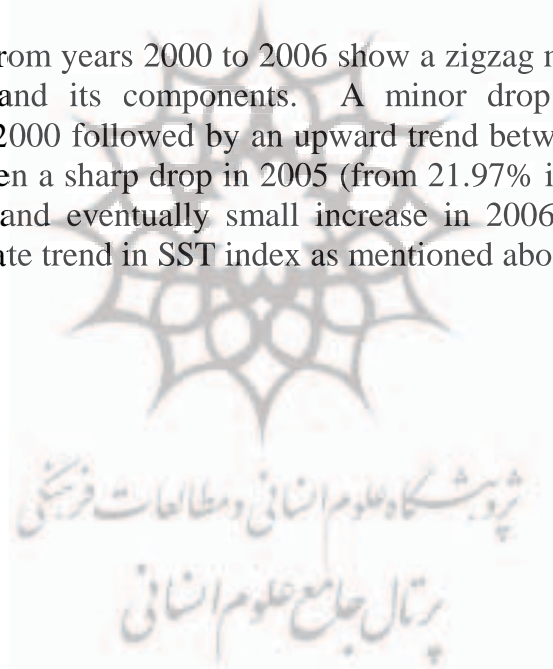 rom years 2000 to 2006 show a zigzag
and its components. A minor drop
2000 followed by an upward trend betw
en a sharp drop in 2005 (from 21.97% i
and eventually small increase in 2006
ate trend in SST index as mentioned abo
پژوهشگاه علوم انسانی و مطالعات فرهنگی
پرتال جامع علوم انسانی